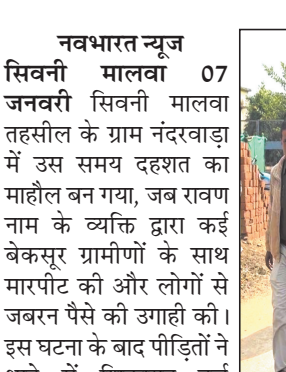 नवभारत न्यूज
सिवनी मालवा 07
जनवरी सिवनी मालवा
तहसील के ग्राम नंदरवाड़ा
में उस समय दहशत का
माहौल बन गया, जब रावण
नाम के व्यक्ति द्वारा कई
बेकसूर ग्रामीणों के साथ
मारपीट की और लोगों से
जबरन पैसे की उगाही की।
इस घटना के बाद पीड़ितों ने